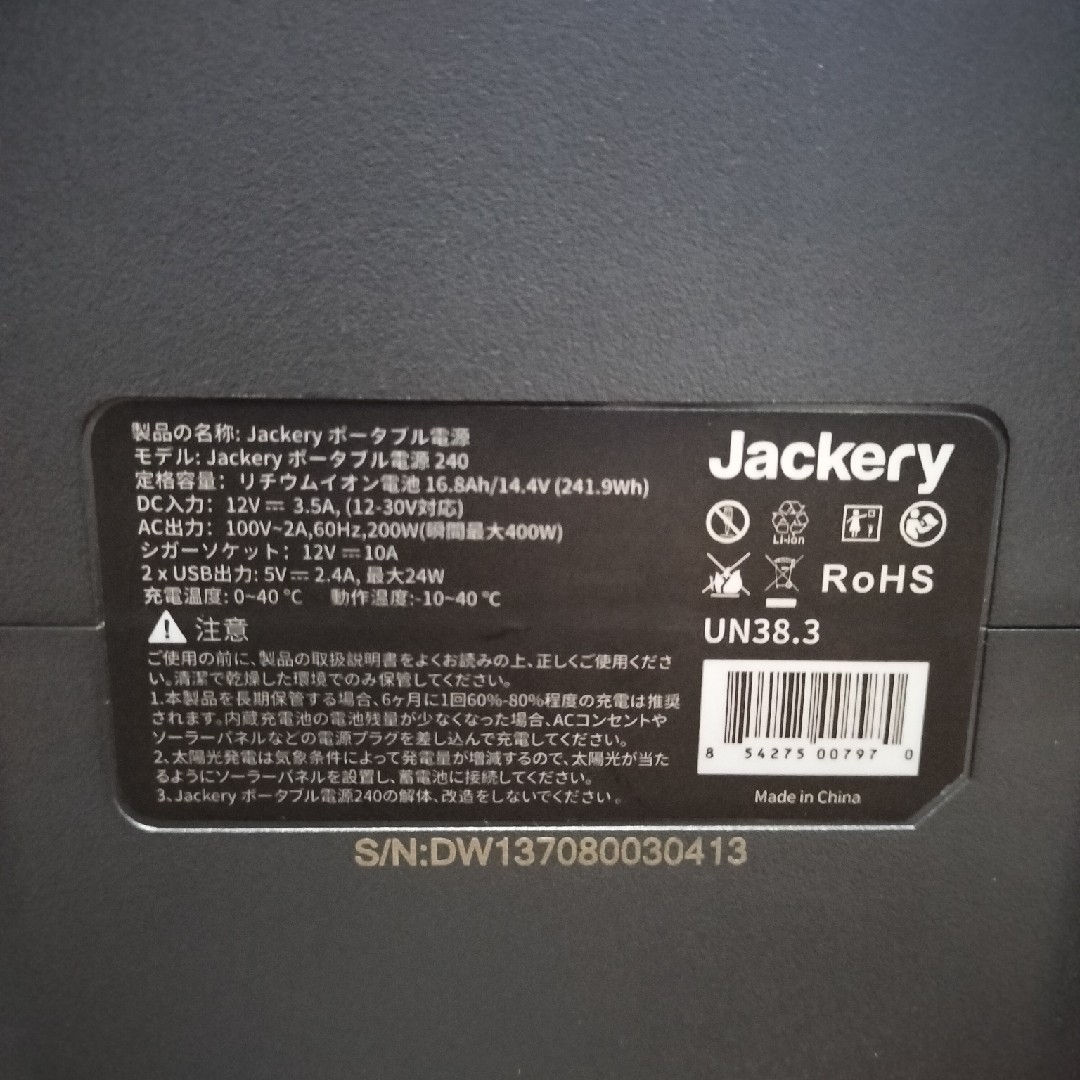 製品の名称: Jackery ポータブル電源
モデル: Jackery ポータブル電源 240
定格容量: リチウムイオン電池 16.8Ah/14.4V (241.9Wh)
DC入力: 12V⎓ 3.5A, (12-30V対応)
AC出力: 100V~2A,60Hz,200W(瞬間最大400W)
シガーソケット: 12V⎓10A
2 x USB出力: 5V⎓2.4A, 最大24W
充電温度: 0~40 ℃ 動作温度:-10~40 ℃
注意
ご使用の前に、製品の取扱説明書をよくお読みの上、正しくご使用くださ
い。清潔で乾燥した環境でのみ保管してください。
1.本製品を長期保管する場合、6ヶ月に1回60%-80%程度の充電は推奨
されます。内蔵充電池の電池残量が少なくなった場合、ACコンセントや
ソーラーパネルなどの電源プラグを差し込んで充電してください。
2、太陽光発電は気象条件によって発電量が増減するので、太陽光が当た
るようにソーラーパネルを設置し、蓄電池に接続してください。
3、Jackery ポータブル電源240の解体、改造をしないでください。
Jackery
Li-ion
RoHS
UN38.3
8 54275 00797 0
Made in China
S/N:DW137080030413